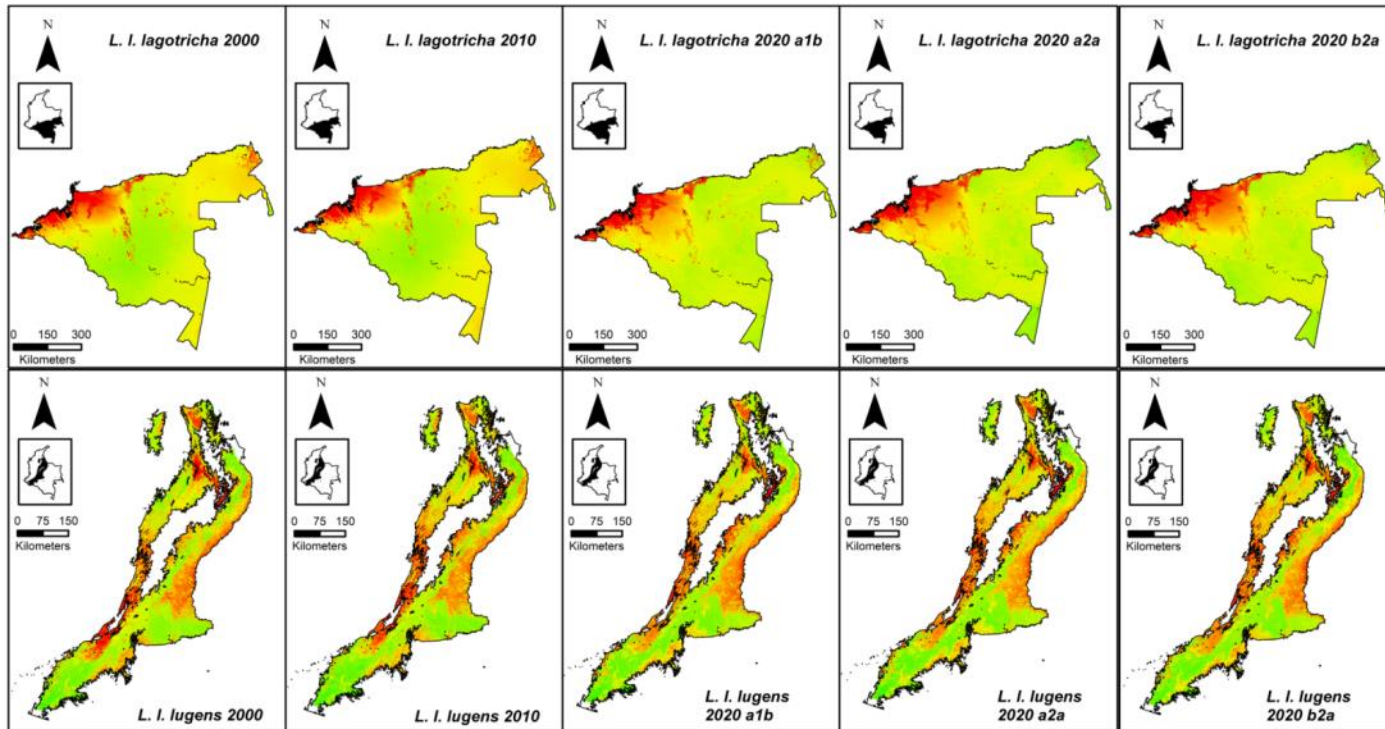 N
L. l. lagotricha 2000
0 150 300
Kilometers
N
L. l. lagotricha 2010
0 150 300
Kilometers
N
L. l. lagotricha 2020 a1b
0 150 300
Kilometers
N
L. l. lagotricha 2020 a2a
0 150 300
Kilometers
N
L. l. lagotricha 2020 b2a
0 150 300
Kilometers
N
0 75 150
Kilometers
L. l. lugens 2000
N
0 75 150
Kilometers
L. l. lugens 2010
N
0 75 150
Kilometers
L. l. lugens
2020 a1b
N
0 75 150
Kilometers
L. l. lugens
2020 a2a
N
0 75 150
Kilometers
L. l. lugens
2020 b2a